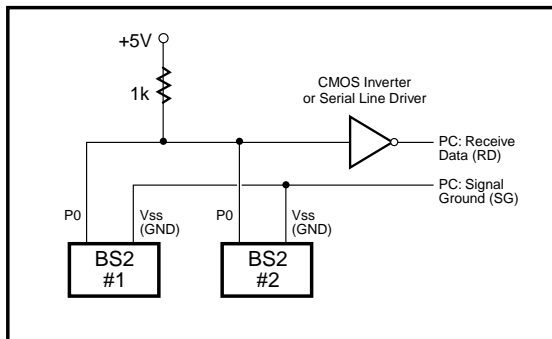 +5V
1k
CMOS Inverter
or Serial Line Driver
PC: Receive
Data (RD)
PC: Signal
Ground (SG)
P0
Vss
(GND)
P0
Vss
(GND)
BS2
#1
BS2
#2